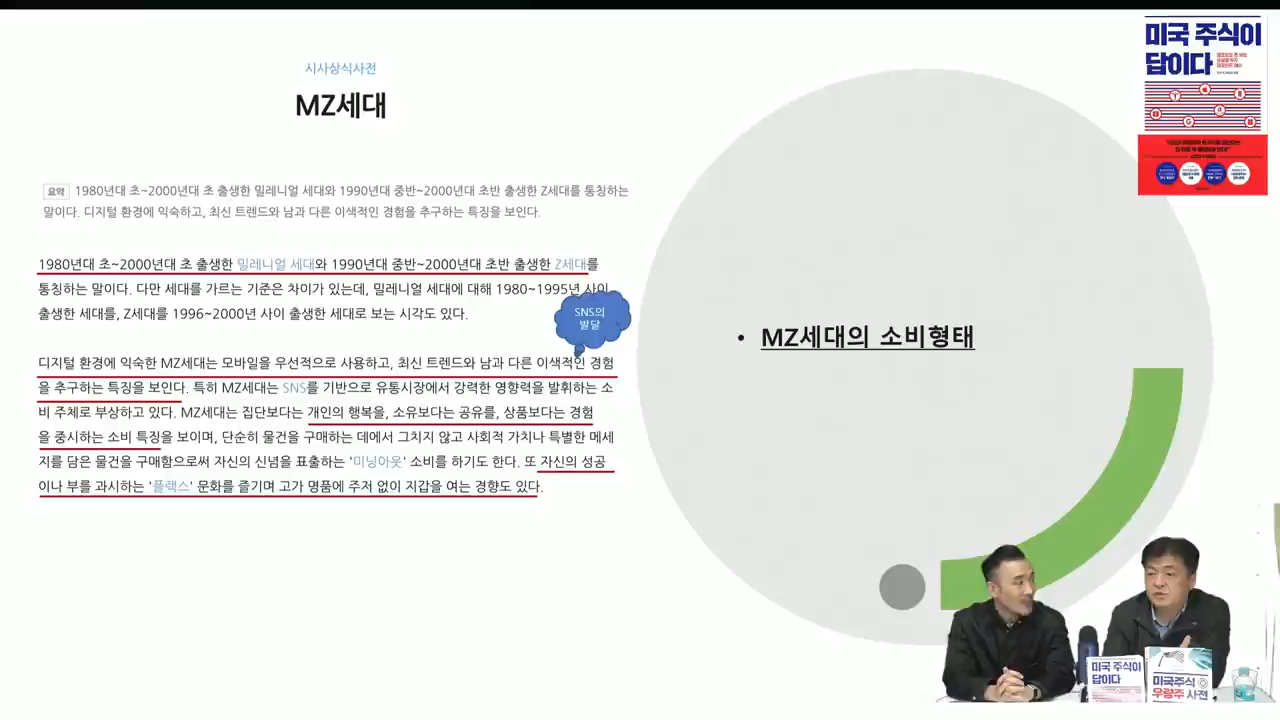 시사상식사전
MZ세대
요약 1980년대 초~2000년대 초 출생한 밀레니얼 세대와 1990년대 중반~2000년대 초반 출생한 Z세대를 통칭하는
말이다. 디지털 환경에 익숙하고, 최신 트렌드와 남과 다른 이색적인 경험을 추구하는 특징을 보인다.
1980년대 초~2000년대 초 출생한 밀레니얼 세대와 1990년대 중반~2000년대 초반 출생한 Z세대를
통칭하는 말이다. 다만 세대를 가르는 기준은 차이가 있는데, 밀레니얼 세대에 대해 1980~1995년 사이
출생한 세대를, Z세대를 1996~2000년 사이 출생한 세대로 보는 시각도 있다.
SNS의
발달
디지털 환경에 익숙한 MZ세대는 모바일을 우선적으로 사용하고, 최신 트렌드와 남과 다른 이색적인 경험
을 추구하는 특징을 보인다. 특히 MZ세대는 SNS를 기반으로 유통시장에서 강력한 영향력을 발휘하는 소
비 주체로 부상하고 있다. MZ세대는 집단보다는 개인의 행복을, 소유보다는 공유를, 상품보다는 경험
을 중시하는 소비 특징을 보이며, 단순히 물건을 구매하는 데에서 그치지 않고 사회적 가치나 특별한 메세
지를 담은 물건을 구매함으로써 자신의 신념을 표출하는 '미닝아웃' 소비를 하기도 한다. 또 자신의 성공
이나 부를 과시하는 '플렉스' 문화를 즐기며 고가 명품에 주저 없이 지갑을 여는 경향도 있다.
• MZ세대의 소비형태
미국 주식이
답이다
미국 주식이
답이다
미국주식
우량주 사전